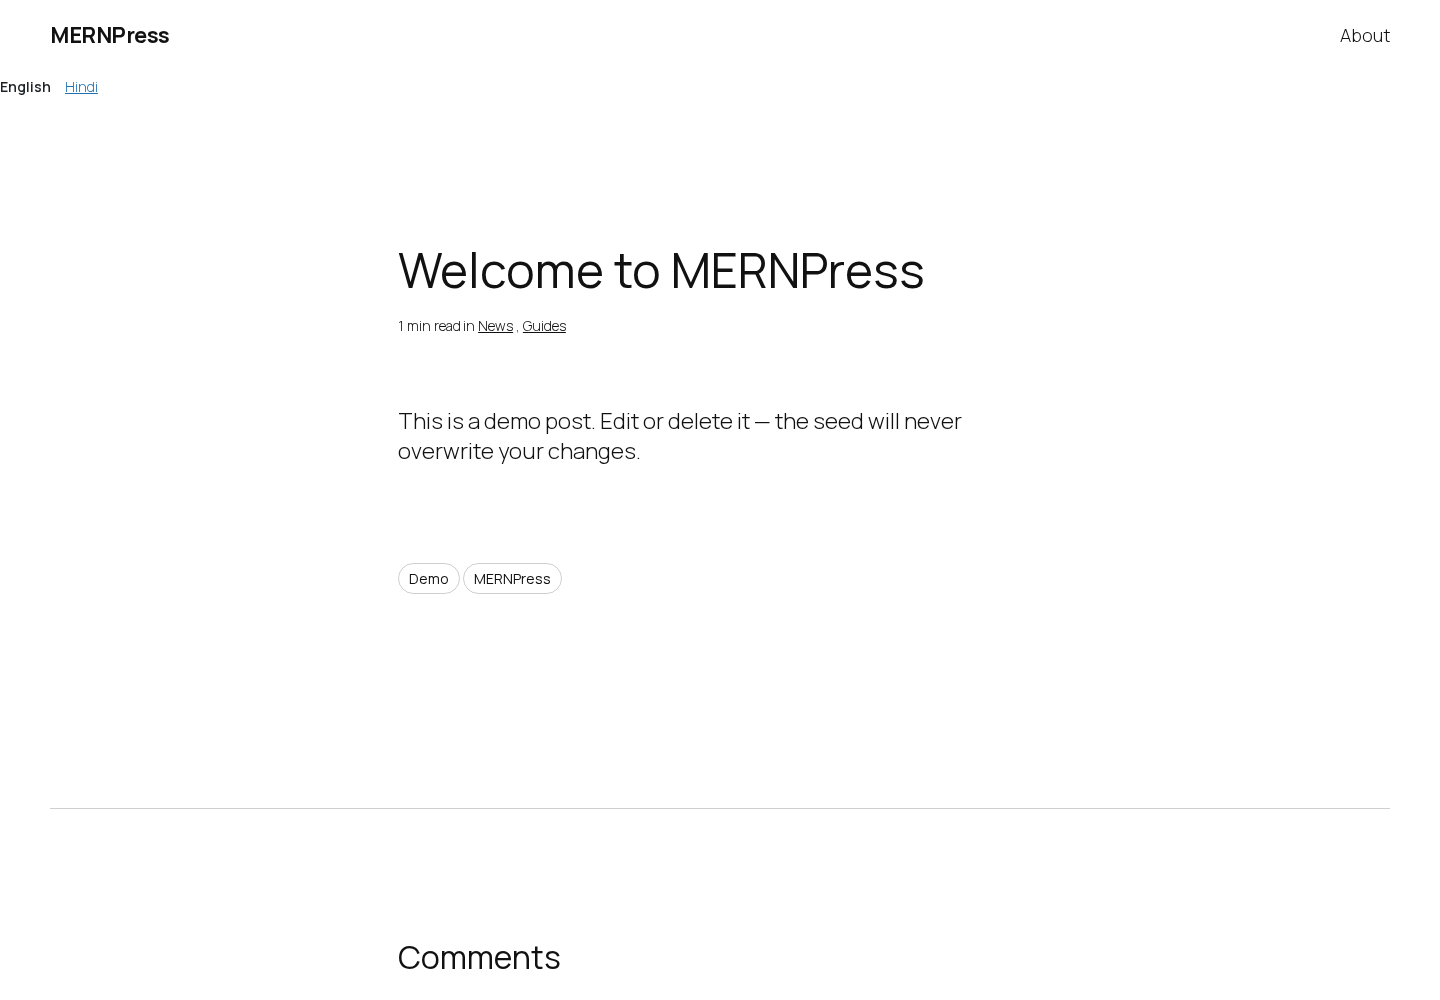 MERNPress
About
English Hindi
Welcome to MERNPress
1 min read in News , Guides
This is a demo post. Edit or delete it — the seed will never
overwrite your changes.
Demo MERNPress
Comments